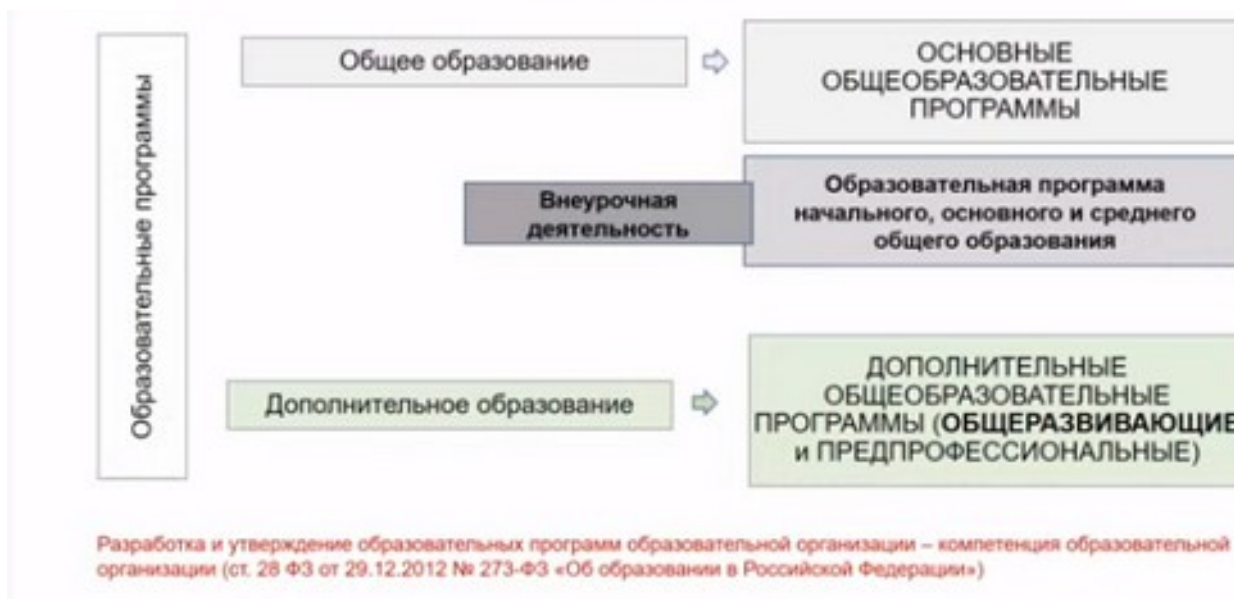 Образовательные программы
Общее образование
ОСНОВНЫЕ
ОБЩЕОБРАЗОВАТЕЛЬНЫЕ
ПРОГРАММЫ
Внеурочная
деятельность
Образовательная программа
начального, основного и среднего
общего образования
Дополнительное образование
ДОПОЛНИТЕЛЬНЫЕ
ОБЩЕОБРАЗОВАТЕЛЬНЫЕ
ПРОГРАММЫ (ОБЩЕРАЗВИВАЮЩИЕ
и ПРЕДПРОФЕССИОНАЛЬНЫЕ)
Разработка и утверждение образовательных программ образовательной организации – компетенция образовательной
организации (ст. 28 ФЗ от 29.12.2012 № 273-ФЗ «Об образовании в Российской Федерации»)